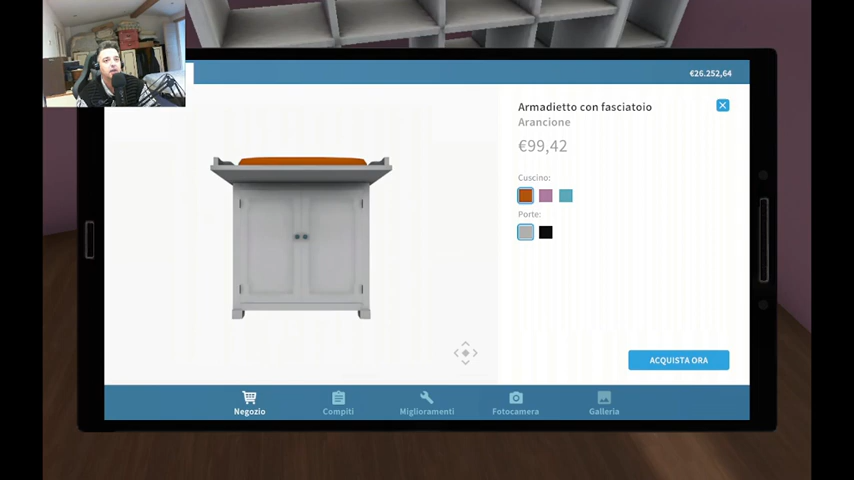 €26.252,64
Armadietto con fasciatoio
Arancione
€99,42
Cuscino:
Porte:
ACQUISTA ORA
Negozio
Compiti
Miglioramenti
Fotocamera
Galleria